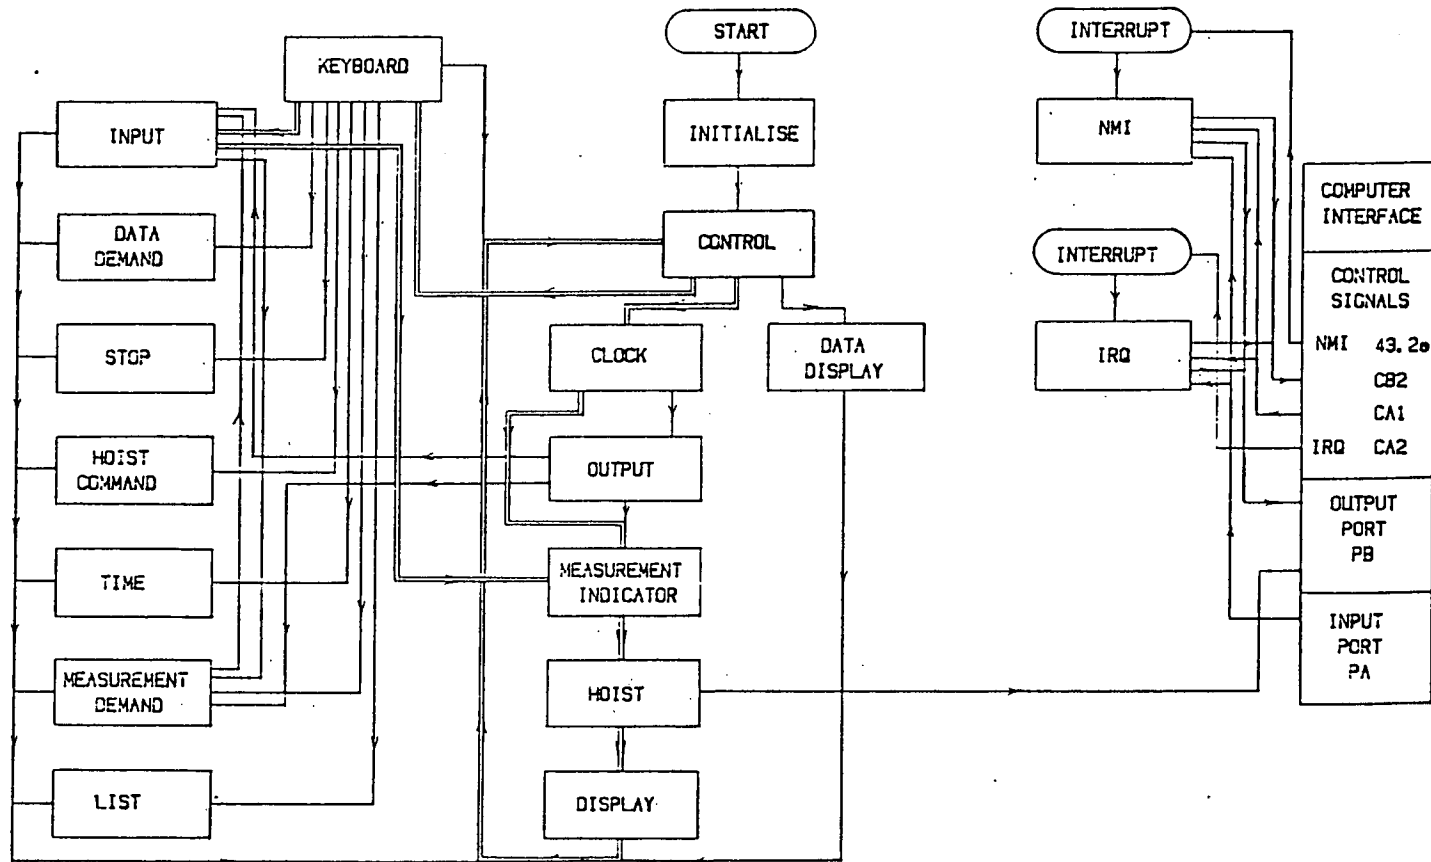 START
INTERRUPT
KEYBOARD
INPUT
INITIALISE
NMI
DATA
DEMAND
CONTROL
INTERRUPT
COMPUTER
INTERFACE
STOP
CLOCK
DATA
DISPLAY
IRQ
CONTROL
SIGNALS
NMI 43.20
CB2
CA1
IRQ CA2
HOIST
COMMAND
OUTPUT
OUTPUT
PORT
PB
TIME
MEASUREMENT
INDICATOR
INPUT
PORT
PA
MEASUREMENT
DEMAND
HOIST
LIST
DISPLAY